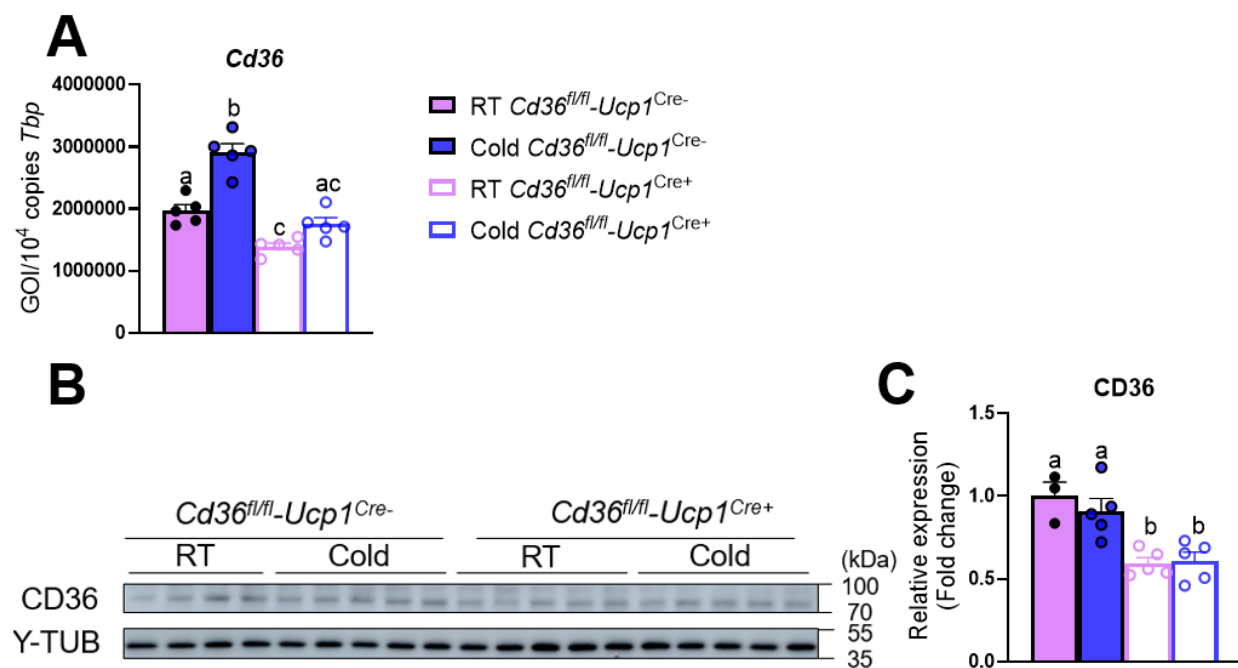 A
Cd36
4000000
3000000
2000000
1000000
0
GOI/10⁴ copies Tbp
a
b
c
ac
RT Cd36fl/fl-Ucp1Cre-
Cold Cd36fl/fl-Ucp1Cre-
RT Cd36fl/fl-Ucp1Cre+
Cold Cd36fl/fl-Ucp1Cre+
B
Cd36fl/fl-Ucp1Cre-
Cd36fl/fl-Ucp1Cre+
RT
Cold
RT
Cold
(kDa)
CD36
100
70
Y-TUB
55
35
C
CD36
1.5
1.0
0.5
0.0
Relative expression
(Fold change)
a
a
b
b